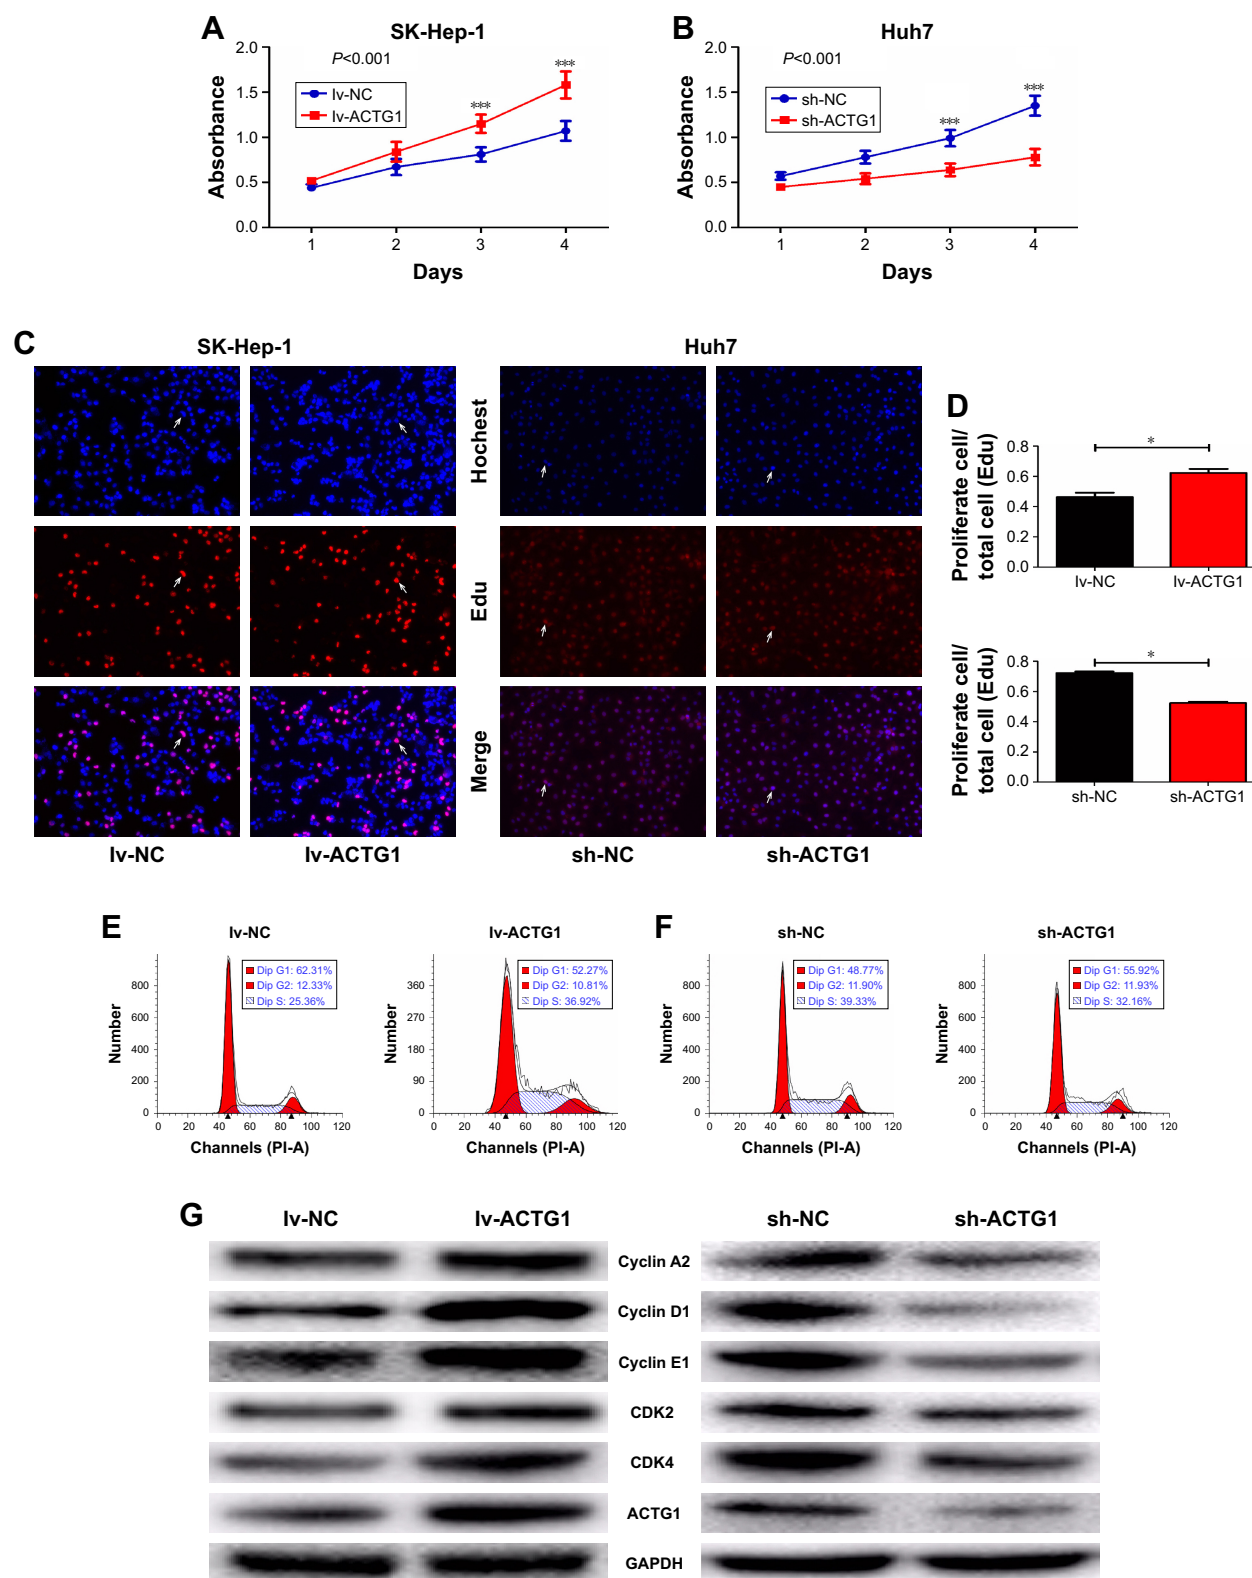 A
SK-Hep-1
P<0.001
lv-NC
lv-ACTG1
***
***
Absorbance
2.0
1.5
1.0
0.5
0.0
1 2 3 4
Days
B
Huh7
P<0.001
sh-NC
sh-ACTG1
***
***
Absorbance
2.0
1.5
1.0
0.5
0.0
1 2 3 4
Days
C
SK-Hep-1
Huh7
Hochest
Edu
Merge
lv-NC
lv-ACTG1
sh-NC
sh-ACTG1
D
Proliferate cell/
total cell (Edu)
0.8
0.6
0.4
0.2
0.0
*
lv-NC
lv-ACTG1
Proliferate cell/
total cell (Edu)
0.8
0.6
0.4
0.2
0.0
*
sh-NC
sh-ACTG1
E
lv-NC
Dip G1: 62.31%
Dip G2: 12.33%
Dip S: 25.36%
Number
800
600
400
200
0
0 20 40 60 80 100 120
Channels (PI-A)
lv-ACTG1
Dip G1: 52.27%
Dip G2: 10.81%
Dip S: 36.92%
Number
360
270
180
90
0
0 20 40 60 80 100 120
Channels (PI-A)
F
sh-NC
Dip G1: 48.77%
Dip G2: 11.90%
Dip S: 39.33%
Number
800
600
400
200
0
0 20 40 60 80 100 120
Channels (PI-A)
sh-ACTG1
Dip G1: 55.92%
Dip G2: 11.93%
Dip S: 32.16%
Number
800
600
400
200
0
0 20 40 60 80 100 120
Channels (PI-A)
G
lv-NC
lv-ACTG1
sh-NC
sh-ACTG1
Cyclin A2
Cyclin D1
Cyclin E1
CDK2
CDK4
ACTG1
GAPDH